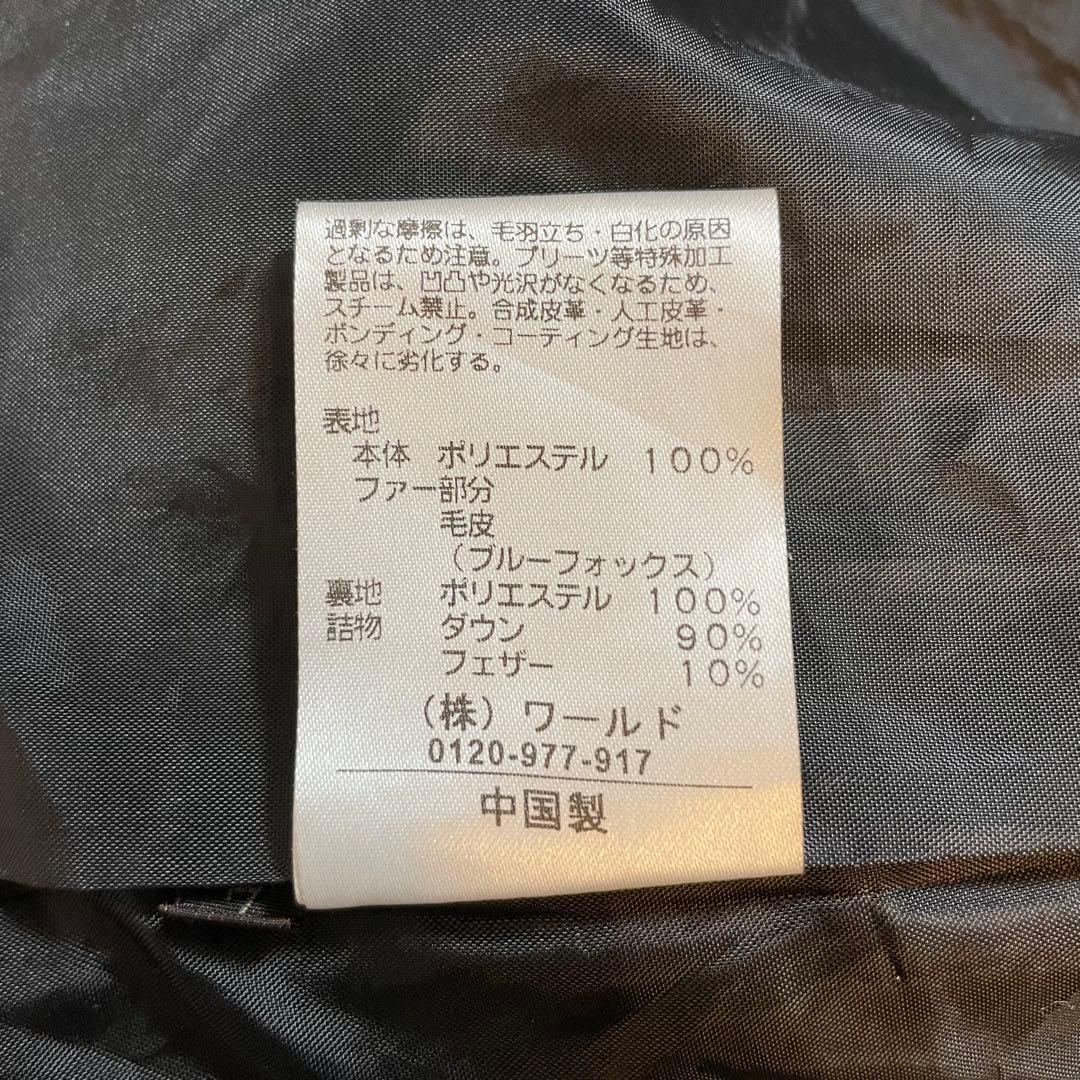 過剰な摩擦は、毛羽立ち・白化の原因
となるため注意。プリーツ等特殊加工
製品は、凹凸や光沢がなくなるため、
スチーム禁止。合成皮革・人工皮革・
ボンディング・コーティング生地は、
徐々に劣化する。
表地
本体 ポリエステル 100%
ファー部分
毛皮
(ブルーフォックス)
裏地 ポリエステル 100%
詰物 ダウン 90%
フェザー 10%
(株)ワールド
0120-977-917
中国製